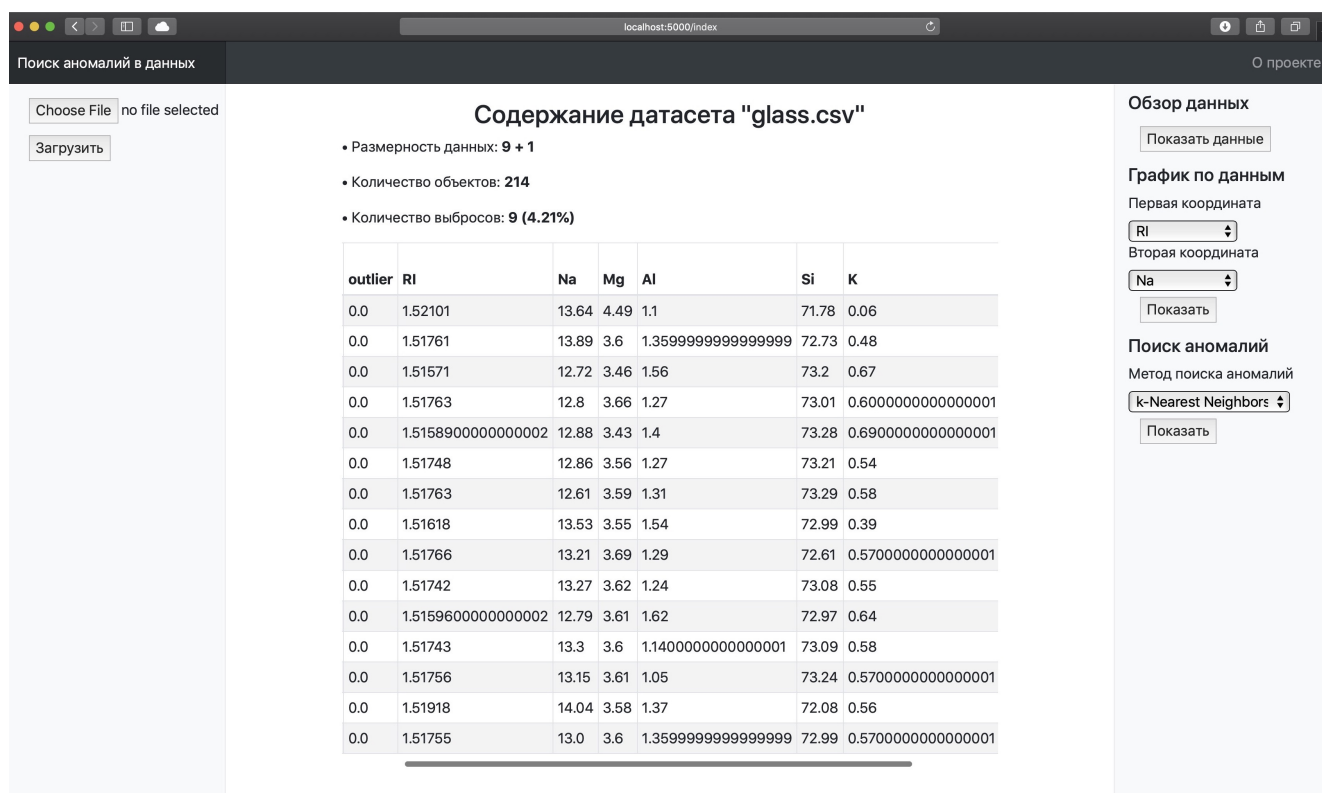 localhost:5000/index
Поиск аномалий в данных
О проекте
Choose File no file selected
Загрузить
Содержание датасета "glass.csv"
• Размерность данных: 9 + 1
• Количество объектов: 214
• Количество выбросов: 9 (4.21%)
outlier RI Na Mg Al Si K
0.0 1.52101 13.64 4.49 1.1 71.78 0.06
0.0 1.51761 13.89 3.6 1.3599999999999999 72.73 0.48
0.0 1.51571 12.72 3.46 1.56 73.2 0.67
0.0 1.51763 12.8 3.66 1.27 73.01 0.6000000000000001
0.0 1.5158900000000002 12.88 3.43 1.4 73.28 0.6900000000000001
0.0 1.51748 12.86 3.56 1.27 73.21 0.54
0.0 1.51763 12.61 3.59 1.31 73.29 0.58
0.0 1.51618 13.53 3.55 1.54 72.99 0.39
0.0 1.51766 13.21 3.69 1.29 72.61 0.5700000000000001
0.0 1.51742 13.27 3.62 1.24 73.08 0.55
0.0 1.5159600000000002 12.79 3.61 1.62 72.97 0.64
0.0 1.51743 13.3 3.6 1.1400000000000001 73.09 0.58
0.0 1.51756 13.15 3.61 1.05 73.24 0.5700000000000001
0.0 1.51918 14.04 3.58 1.37 72.08 0.56
0.0 1.51755 13.0 3.6 1.3599999999999999 72.99 0.5700000000000001
Обзор данных
Показать данные
График по данным
Первая координата
RI
Вторая координата
Na
Показать
Поиск аномалий
Метод поиска аномалий
k-Nearest Neighbors
Показать